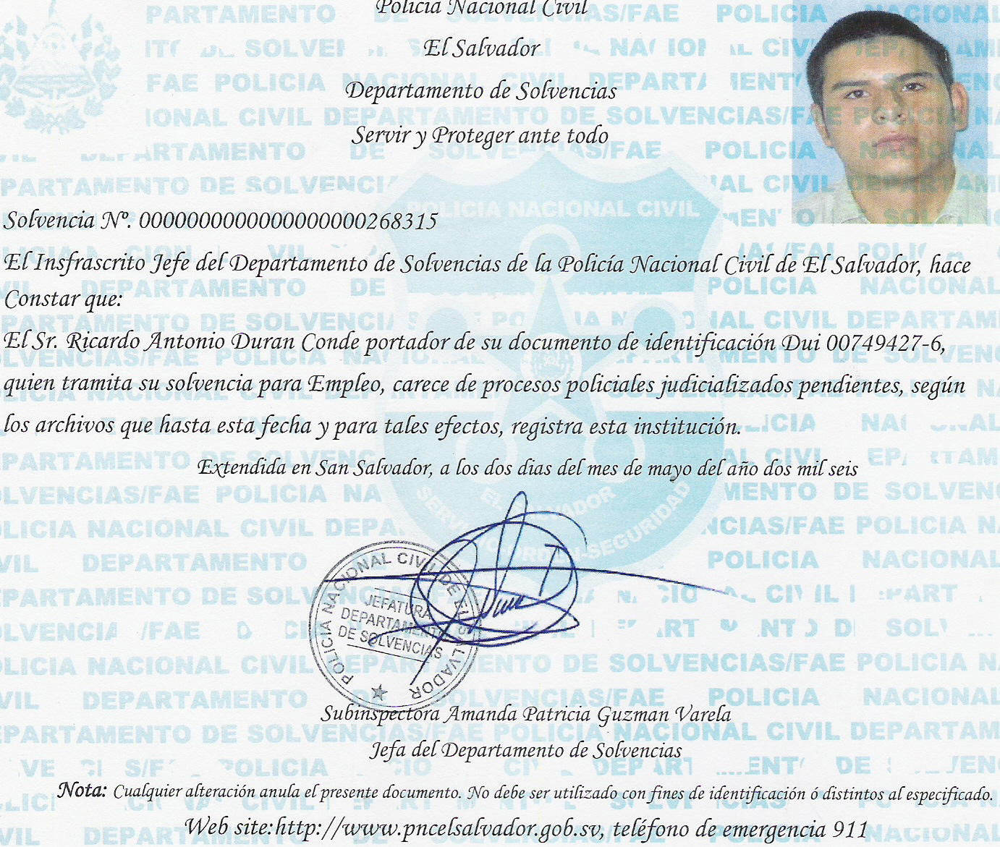 Policía Nacional Civil
El Salvador
Departamento de Solvencias
Servir y Proteger ante todo
POLICIA NACIONAL CIVIL
Solvencia Nº. 0000000000000000000268315
El Insfrascrito Jefe del Departamento de Solvencias de la Policía Nacional Civil de El Salvador, hace
Constar que:
El Sr. Ricardo Antonio Duran Conde portador de su documento de identificación Dui 00749427-6,
quien tramita su solvencia para Empleo, carece de procesos policiales judicializados pendientes, según
los archivos que hasta esta fecha y para tales efectos, registra esta institución.
Extendida en San Salvador, a los dos dias del mes de mayo del año dos mil seis
POLICIA NACIONAL CIVIL DE EL SALVADOR
JEFATURA
DEPARTAMENTO
DE SOLVENCIAS
Subinspectora Amanda Patricia Guzman Varela
Jefa del Departamento de Solvencias
Nota: Cualquier alteración anula el presente documento. No debe ser utilizado con fines de identificación ó distintos al especificado.
Web site:http://www.pncelsalvador.gob.sv, teléfono de emergencia 911